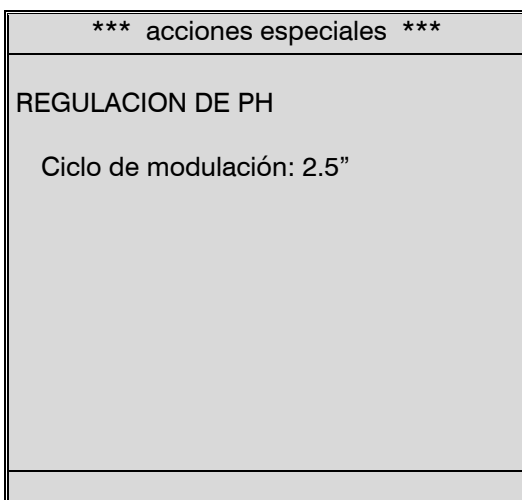 *** acciones especiales ***
REGULACION DE PH
Ciclo de modulación: 2.5”